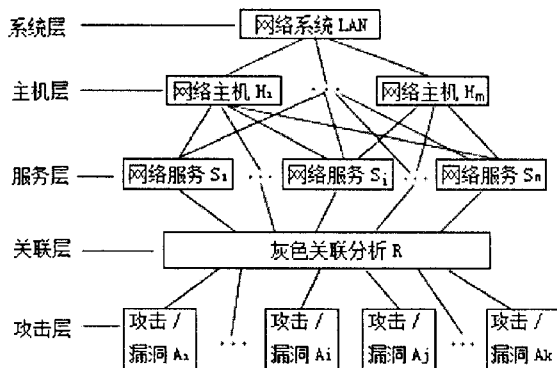 系统层
网络系统 LAN
主机层
网络主机 H₁
···
网络主机 Hm
服务层
网络服务 S₁
···
网络服务 Sj
···
网络服务 Sn
关联层
灰色关联分析 R
攻击层
攻击 /
漏洞 A₁
···
攻击 /
漏洞 Ai
攻击 /
漏洞 Aj
···
攻击 /
漏洞 Ak